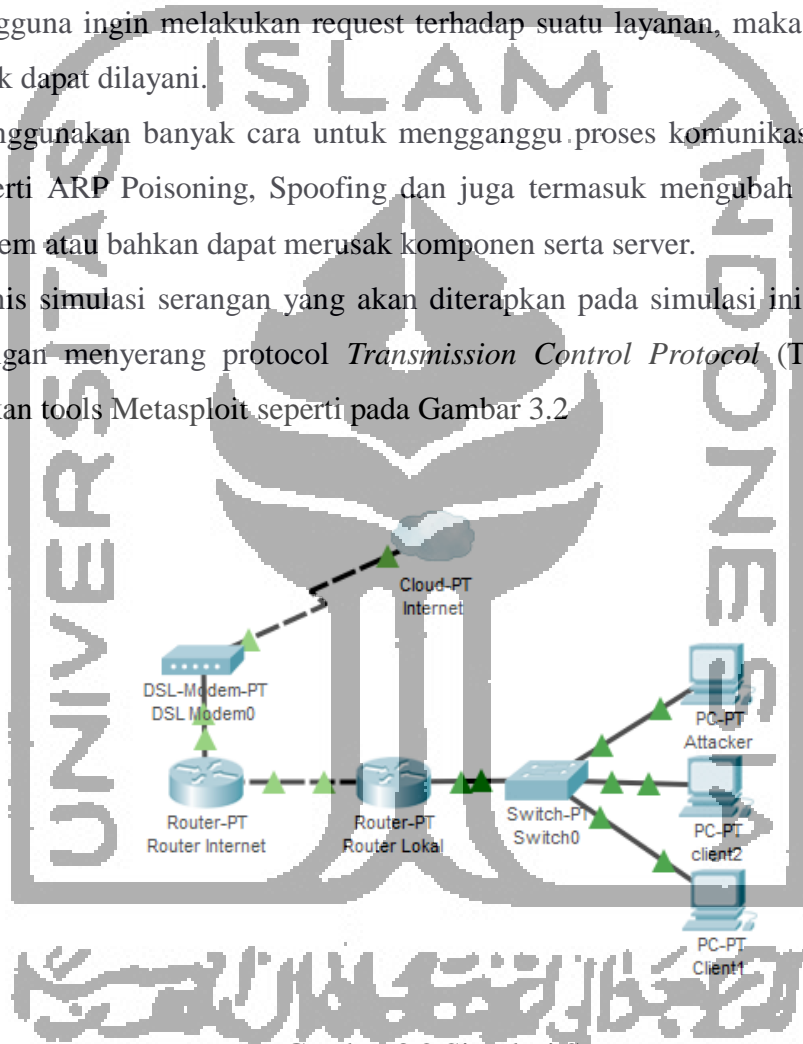 gguna ingin melakukan request terhadap suatu layanan, maka
k dapat dilayani.
nggunakan banyak cara untuk mengganggu proses komunikas
erti ARP Poisoning, Spoofing dan juga termasuk mengubah
em atau bahkan dapat merusak komponen serta server.
nis simulasi serangan yang akan diterapkan pada simulasi ini
ngan menyerang protocol Transmission Control Protocol (T
kan tools Metasploit seperti pada Gambar 3.2
Cloud-PT
Internet
DSL-Modem-PT
DSL Modem0
Router-PT
Router Internet
Router-PT
Router Lokal
Switch-PT
Switch0
PC-PT
Attacker
PC-PT
client2
PC-PT
Client1
UNIVERSITAS
ISLAM
INDONESIA